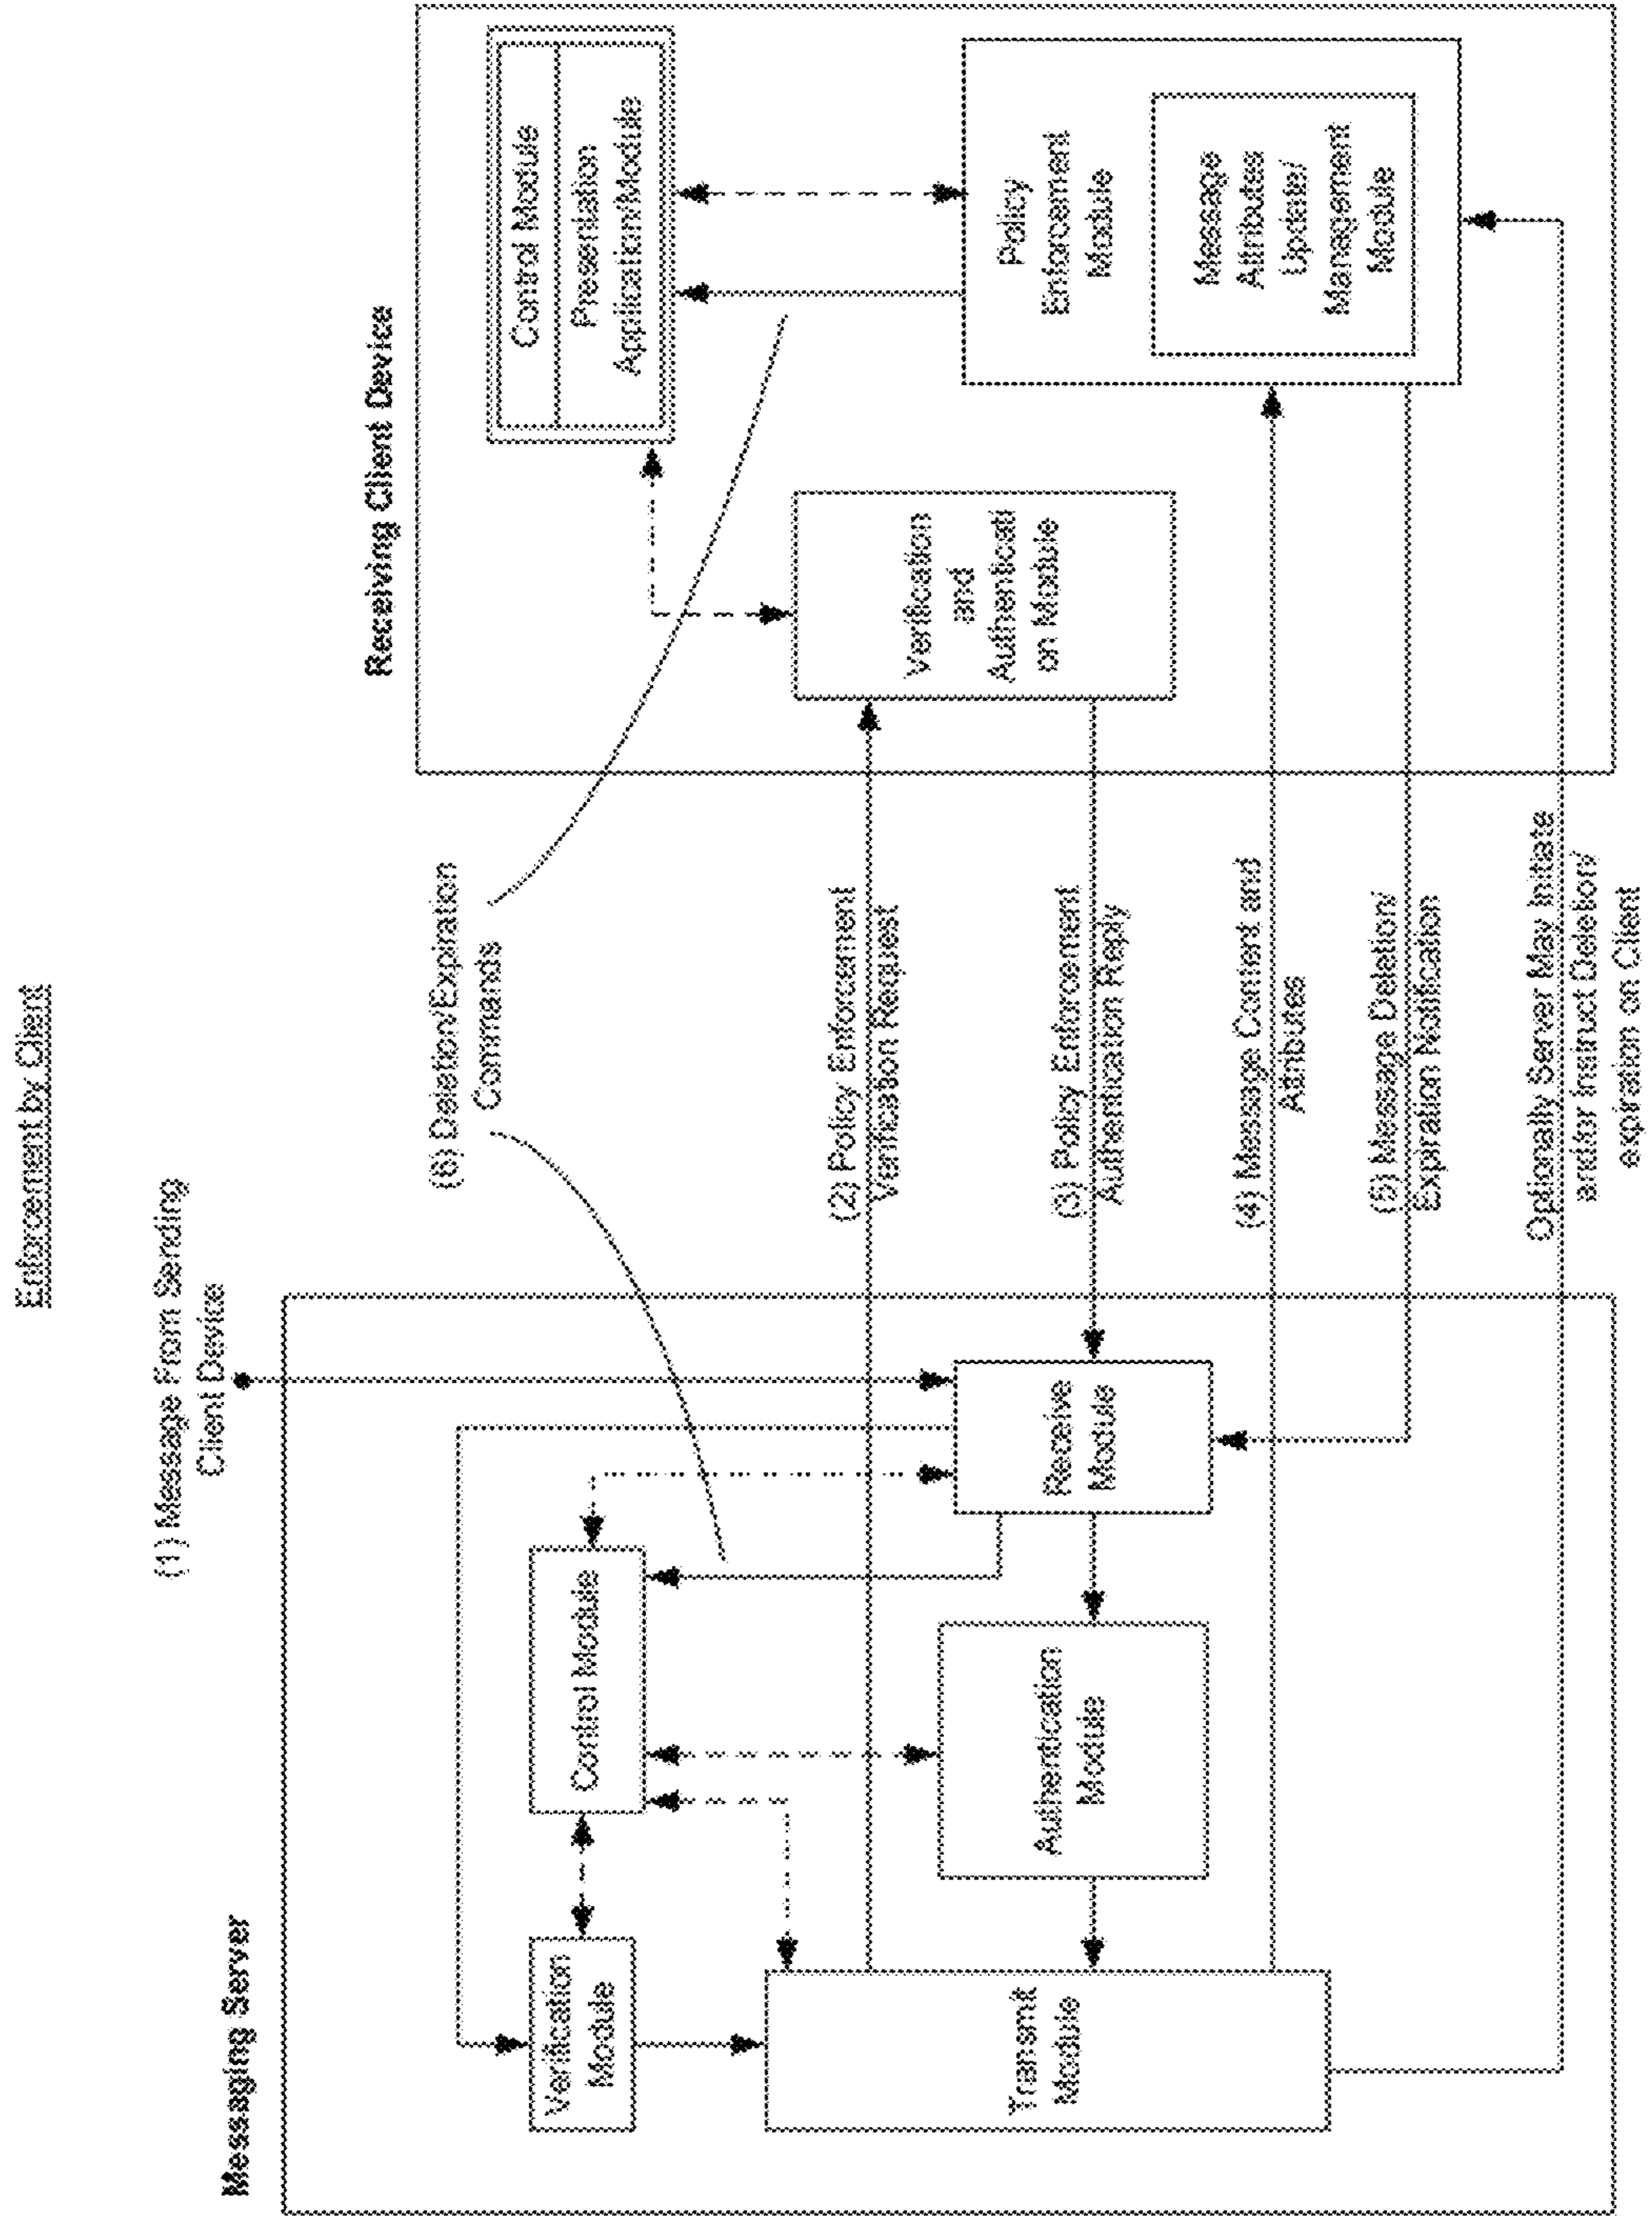 Enforcement by Client
(1) Message From Sending
Client Device
Messaging Server
Receiving Client Device
(6) Deletion/Expiration
Commands
Verification
Module
Control Module
Control Module
Presentation
Application/Module
Transmit
Module
Authentication
Module
Receive
Module
(2) Policy Enforcement
Verification Request
(3) Policy Enforcement
Authentication Reply
(4) Message Content and
Attributes
(5) Message Deletion/
Expiration Notification
Optionally Server May Initiate
and/or Instruct Deletion/
expiration on Client
Verification
and
Authenticati
on Module
Policy
Enforcement
Module
Message
Attributes
Update/
Management
Module